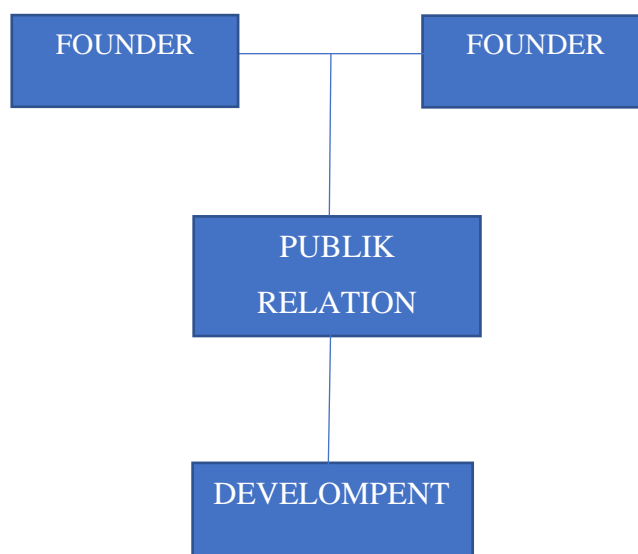 FOUNDER
FOUNDER
PUBLIK
RELATION
DEVELOMPENT